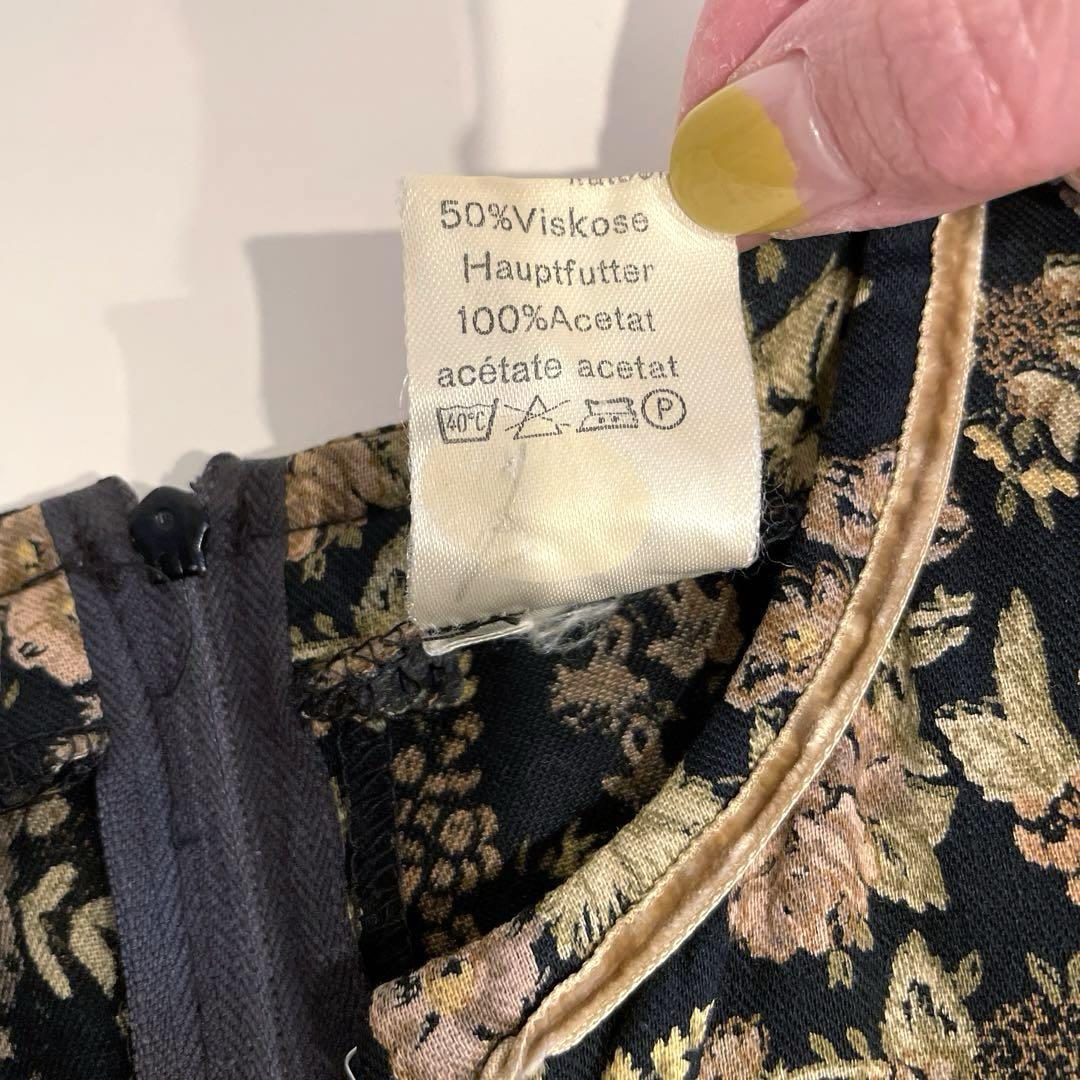 50%Viskose
Hauptfutter
100%Acetat
acétate acetat
40°C P